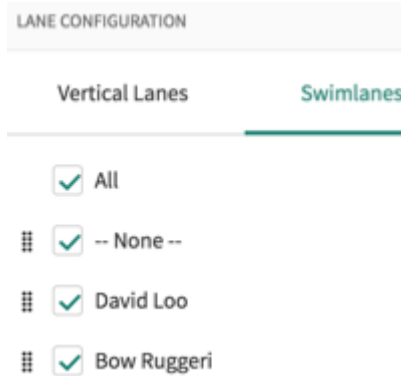 LANE CONFIGURATION
Vertical Lanes Swimlanes
All
-- None --
David Loo
Bow Ruggeri